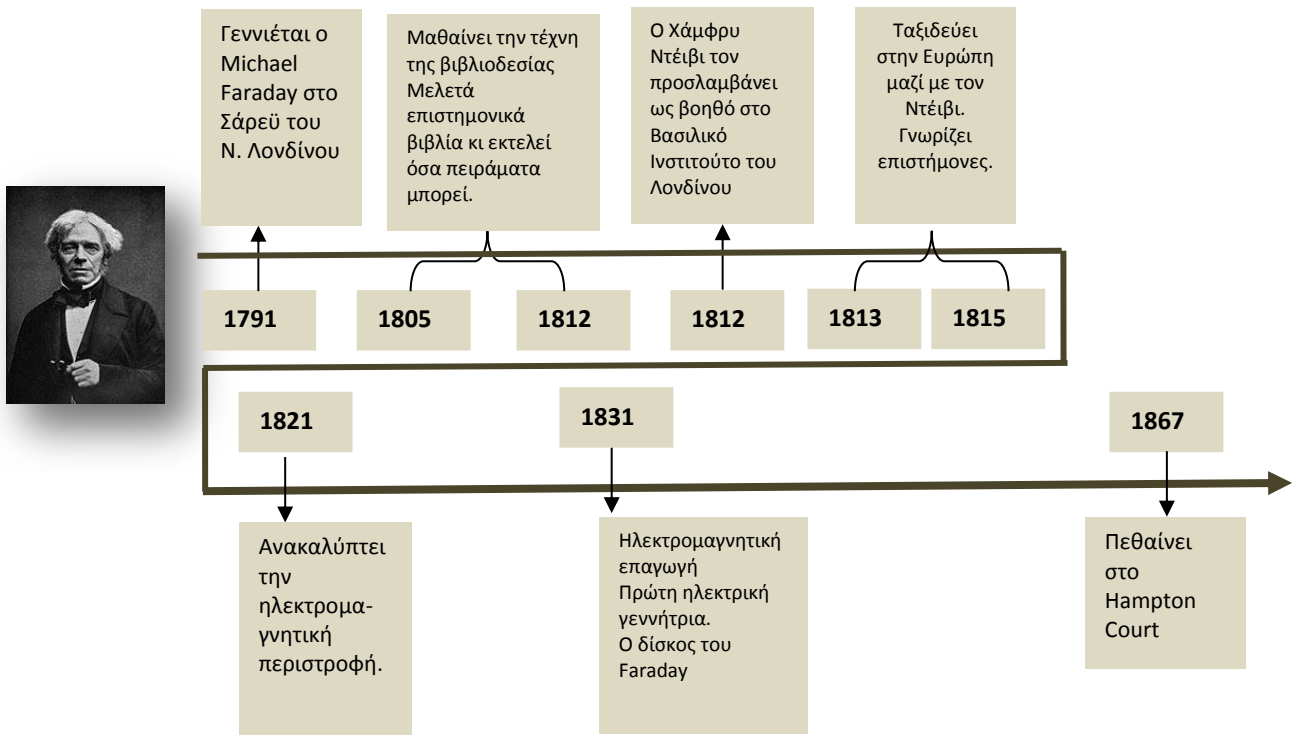 Γεννιέται ο
Michael
Faraday στο
Σάρεϋ του
Ν. Λονδίνου
Μαθαίνει την τέχνη
της βιβλιοδεσίας
Μελετά
επιστημονικά
βιβλία κι εκτελεί
όσα πειράματα
μπορεί.
Ο Χάμφρυ
Ντέιβι τον
προσλαμβάνει
ως βοηθό στο
Βασιλικό
Ινστιτούτο του
Λονδίνου
Ταξιδεύει
στην Ευρώπη
μαζί με τον
Ντέιβι.
Γνωρίζει
επιστήμονες.
1791
1805
1812
1812
1813
1815
1821
1831
1867
Ανακαλύπτει
την
ηλεκτρομα-
γνητική
περιστροφή.
Ηλεκτρομαγνητική
επαγωγή
Πρώτη ηλεκτρική
γεννήτρια.
Ο δίσκος του
Faraday
Πεθαίνει
στο
Hampton
Court